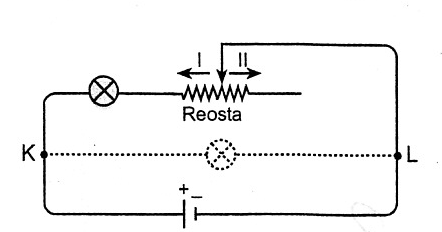 I II
Reosta
K L
+ -